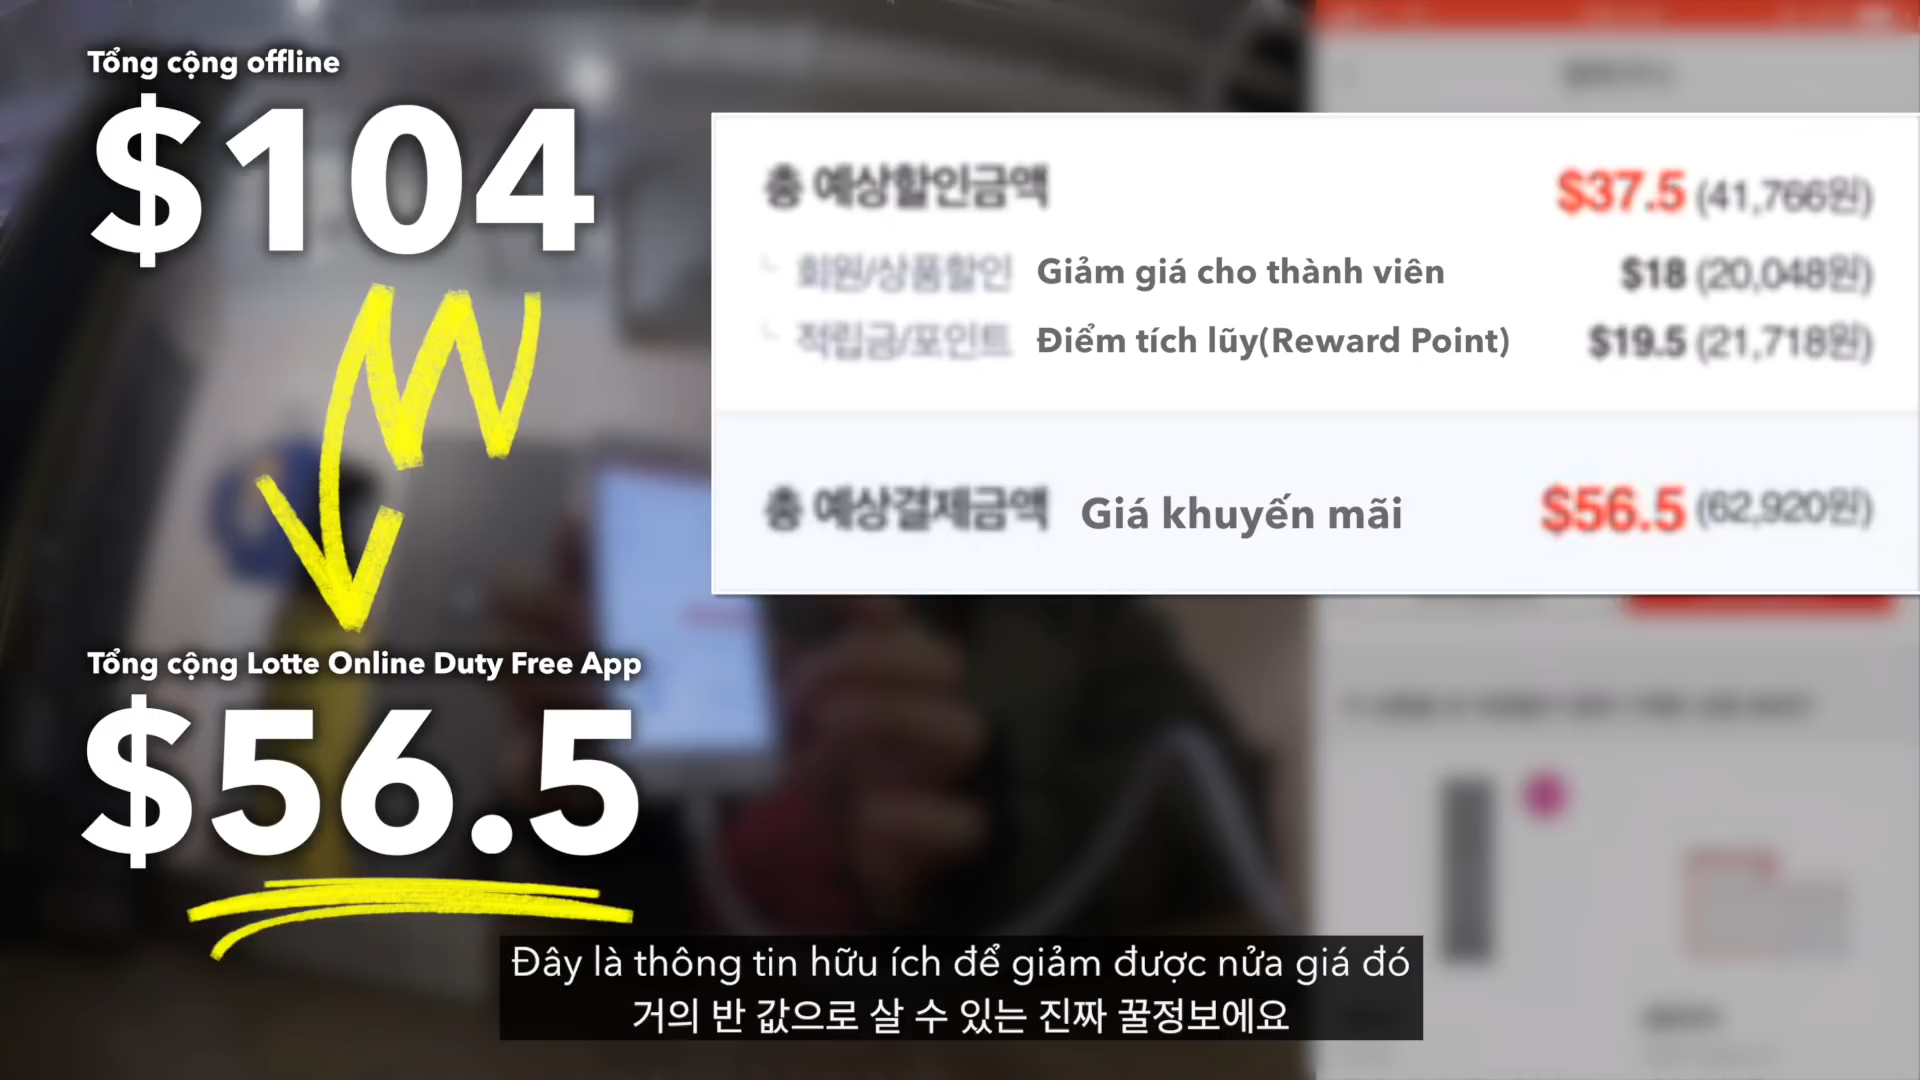 Tổng cộng offline
$104
총 예상할인금액 $37.5 (41,766원)
회원/상품할인 Giảm giá cho thành viên $18 (20,048원)
적립금/포인트 Điểm tích lũy(Reward Point) $19.5 (21,718원)
총 예상결제금액 Giá khuyến mãi $56.5 (62,920원)
Tổng cộng Lotte Online Duty Free App
$56.5
Đây là thông tin hữu ích để giảm được nửa giá đó
거의 반 값으로 살 수 있는 진짜 꿀정보에요